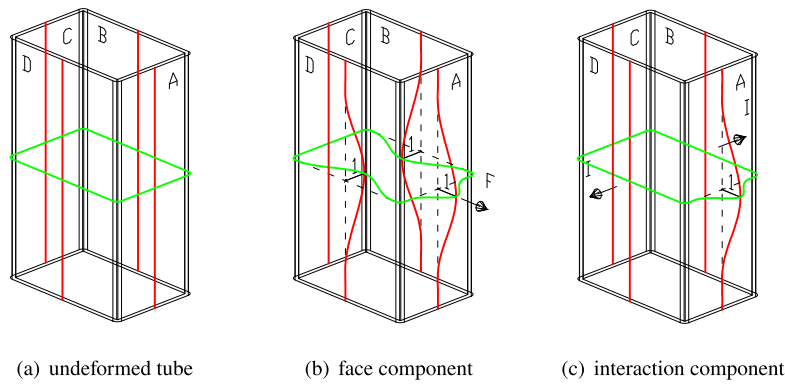 D C B A
D C B A 1 1 1 F
D C B A I I 1
(a) undeformed tube (b) face component (c) interaction component